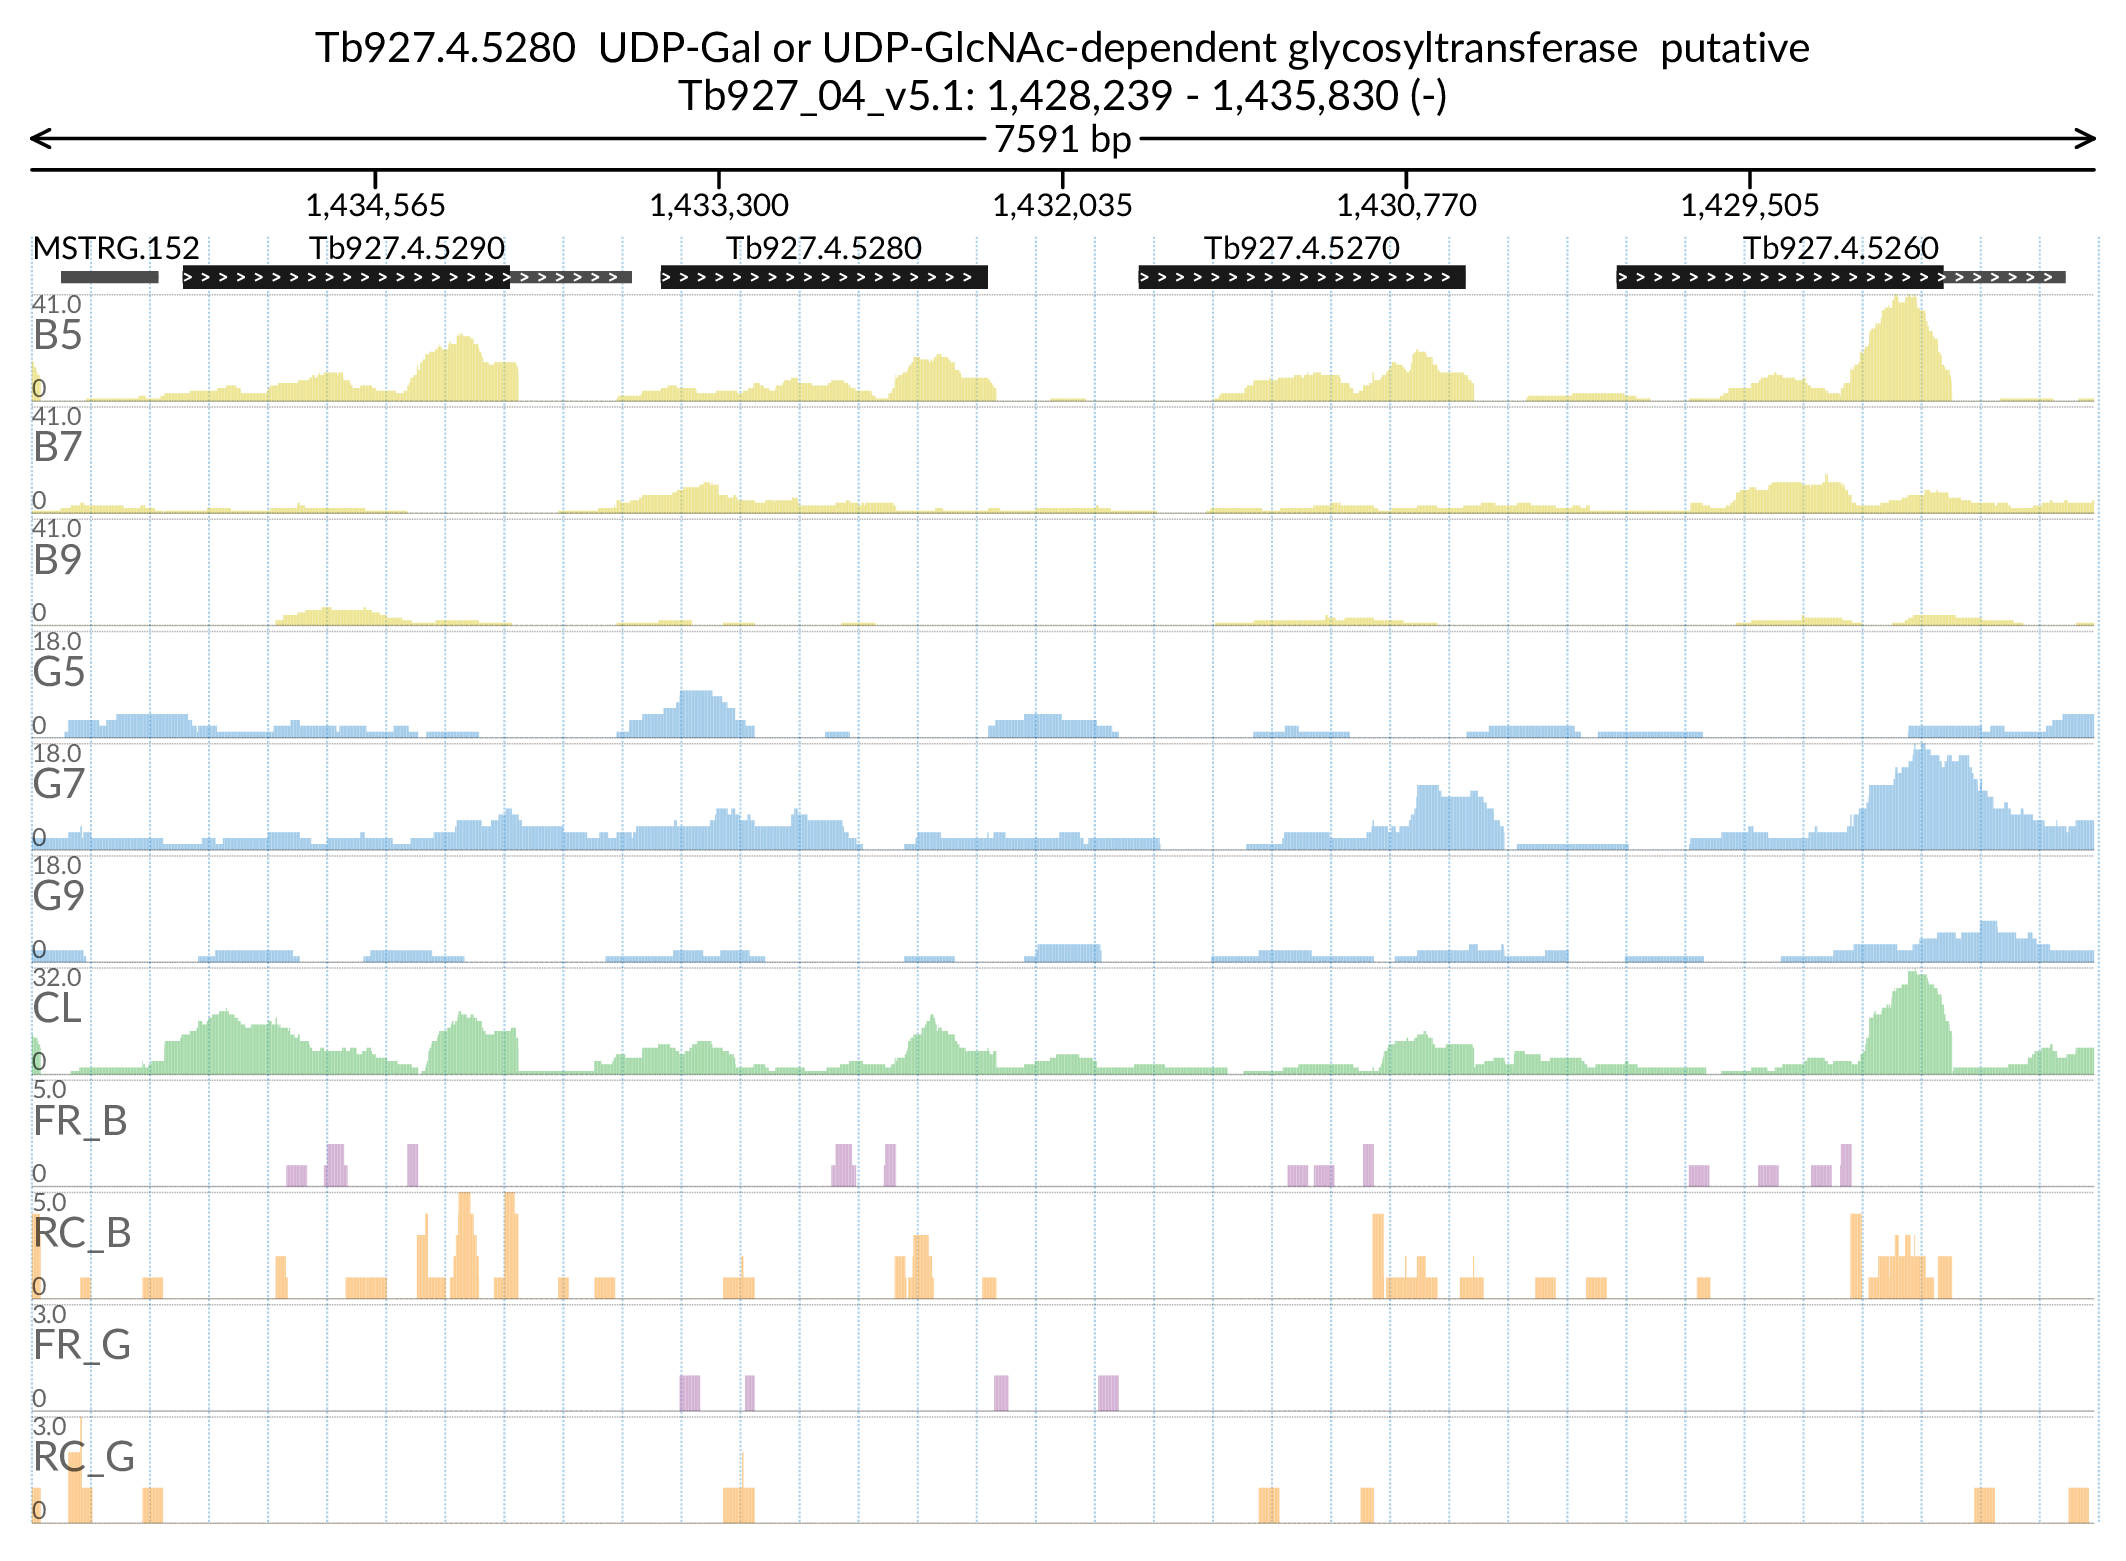 Tb927.4.5280  UDP-Gal or UDP-GlcNAc-dependent glycosyltransferase  putative
Tb927_04_v5.1: 1,428,239 - 1,435,830 (-)
7591 bp
1,434,565 1,433,300 1,432,035 1,430,770 1,429,505
MSTRG.152 Tb927.4.5290 Tb927.4.5280 Tb927.4.5270 Tb927.4.5260
41.0
B5
0
41.0
B7
0
41.0
B9
0
18.0
G5
0
18.0
G7
0
18.0
G9
0
32.0
CL
0
5.0
FR_B
0
5.0
RC_B
0
3.0
FR_G
0
3.0
RC_G
0